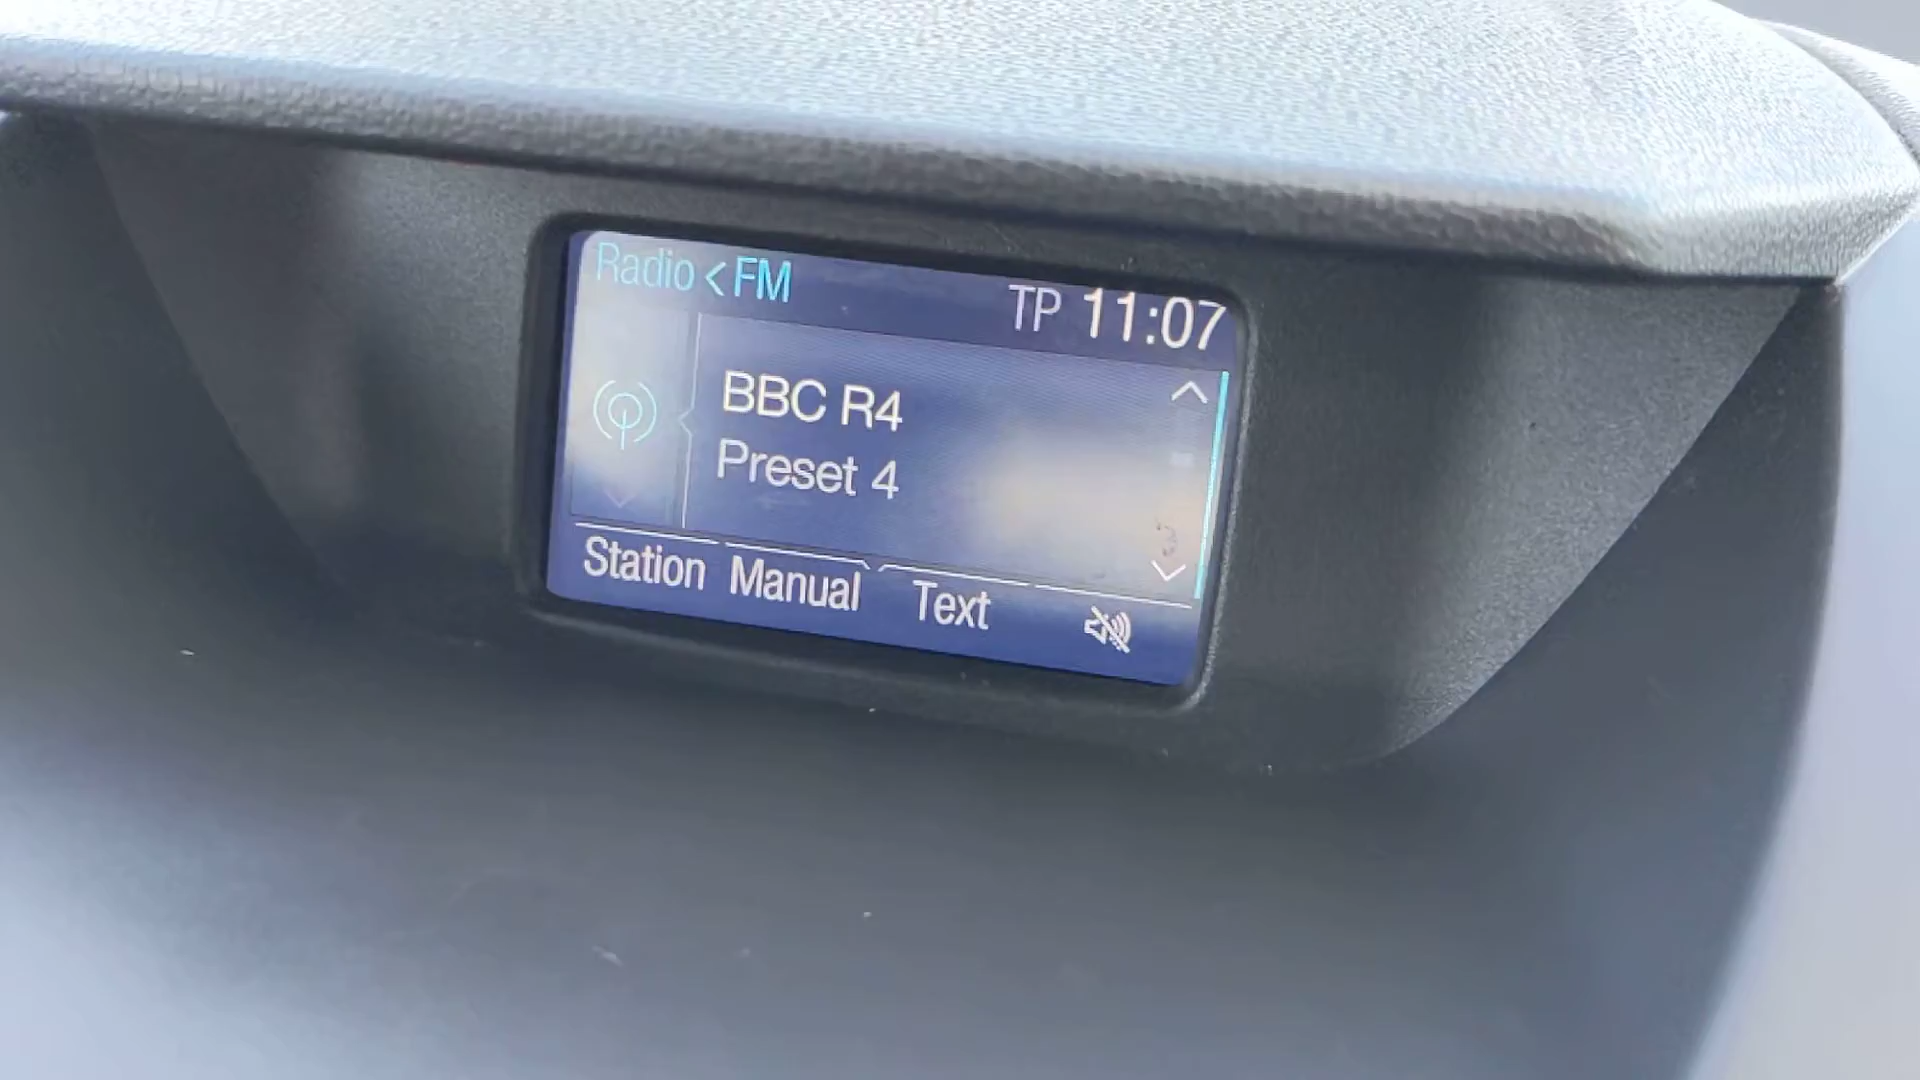 Radio < FM
TP 11:07
BBC R4
Preset 4
Station Manual Text